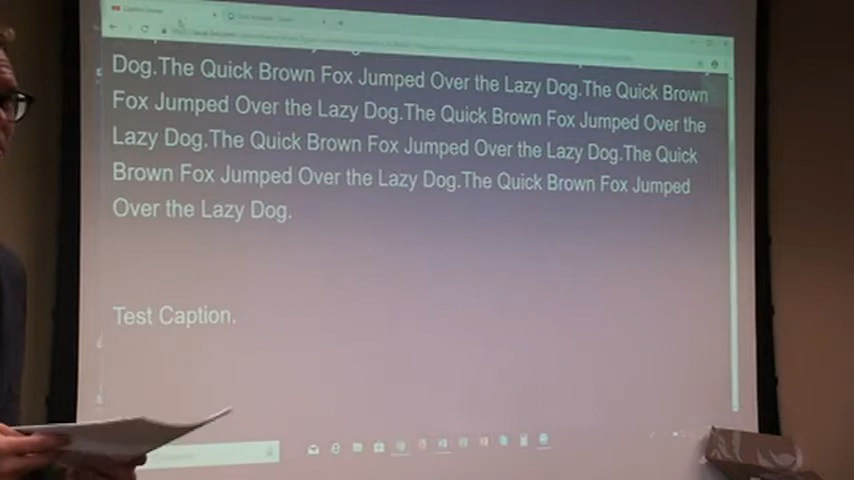 Dog.The Quick Brown Fox Jumped Over the Lazy Dog.The Quick Brown
Fox Jumped Over the Lazy Dog.The Quick Brown Fox Jumped Over the
Lazy Dog.The Quick Brown Fox Jumped Over the Lazy Dog.The Quick
Brown Fox Jumped Over the Lazy Dog.The Quick Brown Fox Jumped
Over the Lazy Dog.
Test Caption.